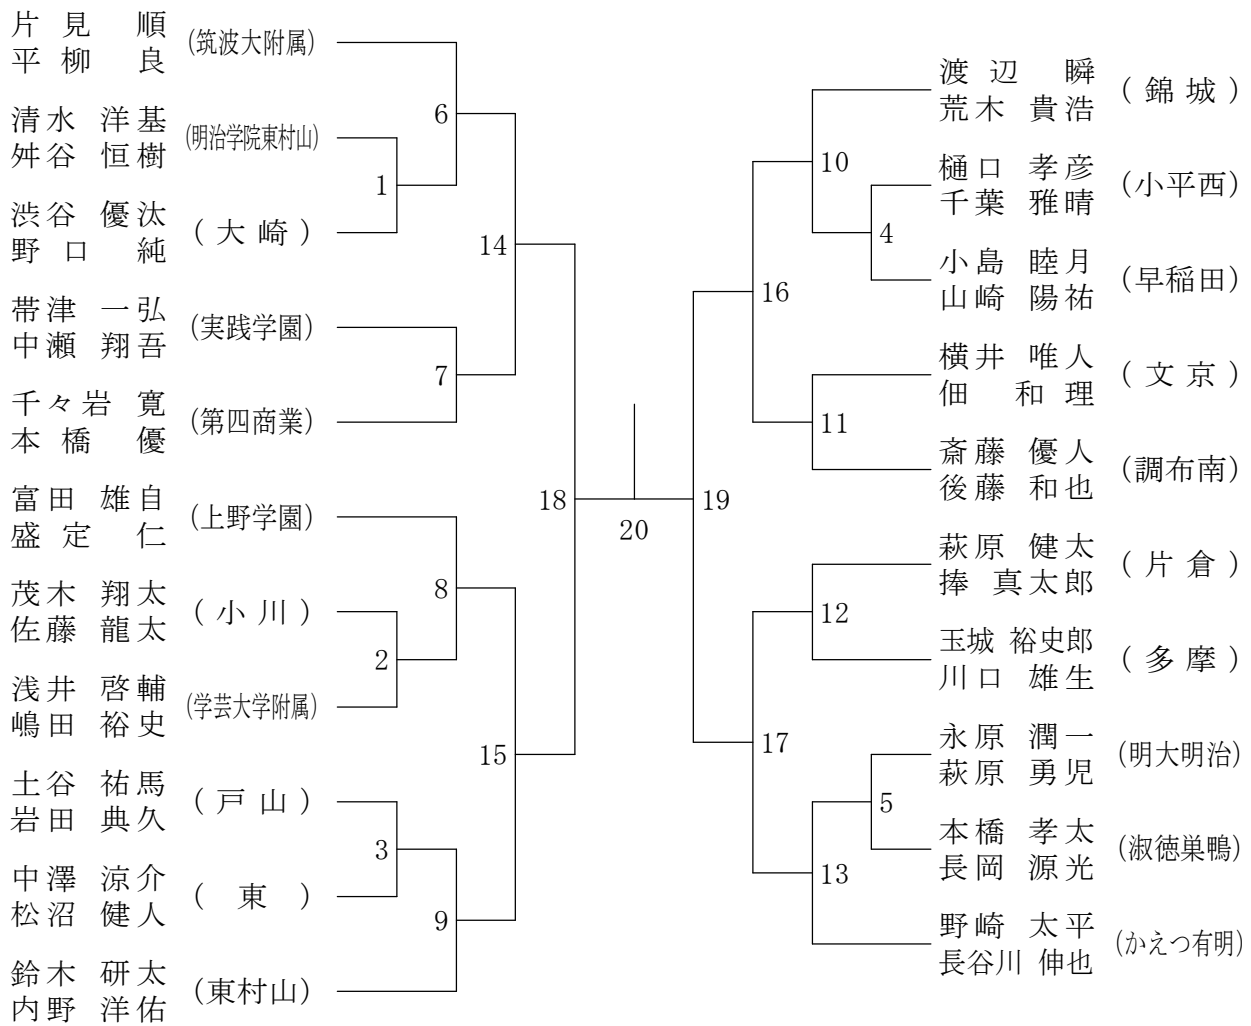 片見 順
平柳 良
(筑波大附属)
清水 洋基
舛谷 恒樹
(明治学院東村山)
渋谷 優汰
野口 純
(大崎)
帯津 一弘
中瀬 翔吾
(実践学園)
千々岩 寛
本橋 優
(第四商業)
富田 雄自
盛定 仁
(上野学園)
茂木 翔太
佐藤 龍太
(小川)
浅井 啓輔
嶋田 裕史
(学芸大学附属)
土谷 祐馬
岩田 典久
(戸山)
中澤 涼介
松沼 健人
(東)
鈴木 研太
内野 洋佑
(東村山)
1
2
3
6
7
8
9
14
15
18
20
19
16
17
10
11
12
13
4
5
渡辺 瞬
荒木 貴浩
(錦城)
樋口 孝彦
千葉 雅晴
(小平西)
小島 睦月
山崎 陽祐
(早稲田)
横井 唯人
佃 和理
(文京)
斎藤 優人
後藤 和也
(調布南)
萩原 健太
捧 真太郎
(片倉)
玉城 裕史郎
川口 雄生
(多摩)
永原 潤一
萩原 勇児
(明大明治)
本橋 孝太
長岡 源光
(淑徳巣鴨)
野崎 太平
長谷川 伸也
(かえつ有明)